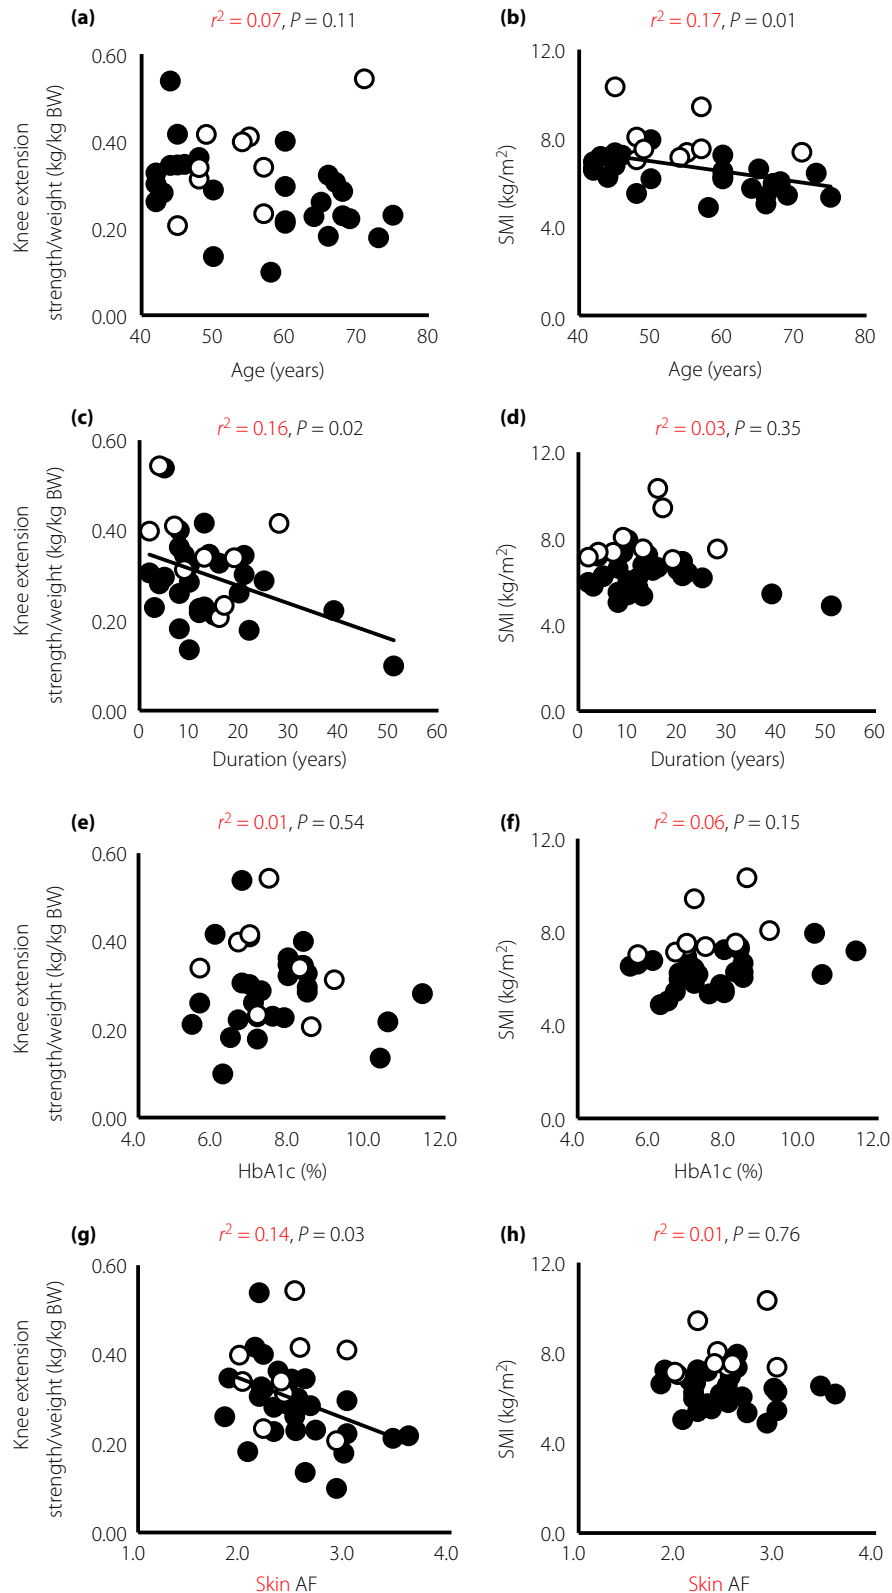 (a)
r² = 0.07, P = 0.11
Knee extension
strength/weight (kg/kg BW)
0.60
0.40
0.20
0.00
40 50 60 70 80
Age (years)
(b)
r² = 0.17, P = 0.01
SMI (kg/m²)
12.0
8.0
4.0
0.0
40 50 60 70 80
Age (years)
(c)
r² = 0.16, P = 0.02
Knee extension
strength/weight (kg/kg BW)
0.60
0.40
0.20
0.00
0 10 20 30 40 50 60
Duration (years)
(d)
r² = 0.03, P = 0.35
SMI (kg/m²)
12.0
8.0
4.0
0.0
0 10 20 30 40 50 60
Duration (years)
(e)
r² = 0.01, P = 0.54
Knee extension
strength/weight (kg/kg BW)
0.60
0.40
0.20
0.00
4.0 6.0 8.0 10.0 12.0
HbA1c (%)
(f)
r² = 0.06, P = 0.15
SMI (kg/m²)
12.0
8.0
4.0
0.0
4.0 6.0 8.0 10.0 12.0
HbA1c (%)
(g)
r² = 0.14, P = 0.03
Knee extension
strength/weight (kg/kg BW)
0.60
0.40
0.20
0.00
1.0 2.0 3.0 4.0
Skin AF
(h)
r² = 0.01, P = 0.76
SMI (kg/m²)
12.0
8.0
4.0
0.0
1.0 2.0 3.0 4.0
Skin AF